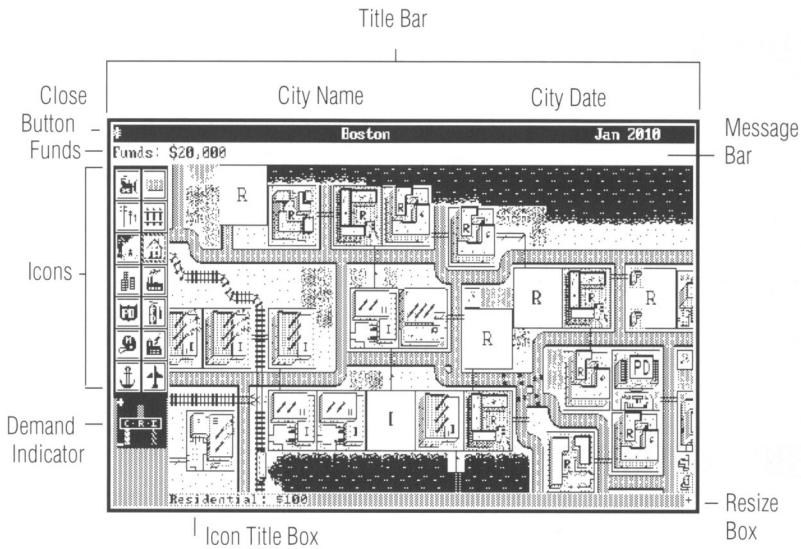 Title Bar
City Name
City Date
Close
Button
Funds
Message
Bar
Boston
Jan 2010
Funds: $20,000
R
R
R
R
R
R
R
R
R
R
Icons
I
I
I
I
R
PD
R
R
C R I
I
I
I
R
R
R
Demand
Indicator
Residential: $100
Resize
Box
Icon Title Box